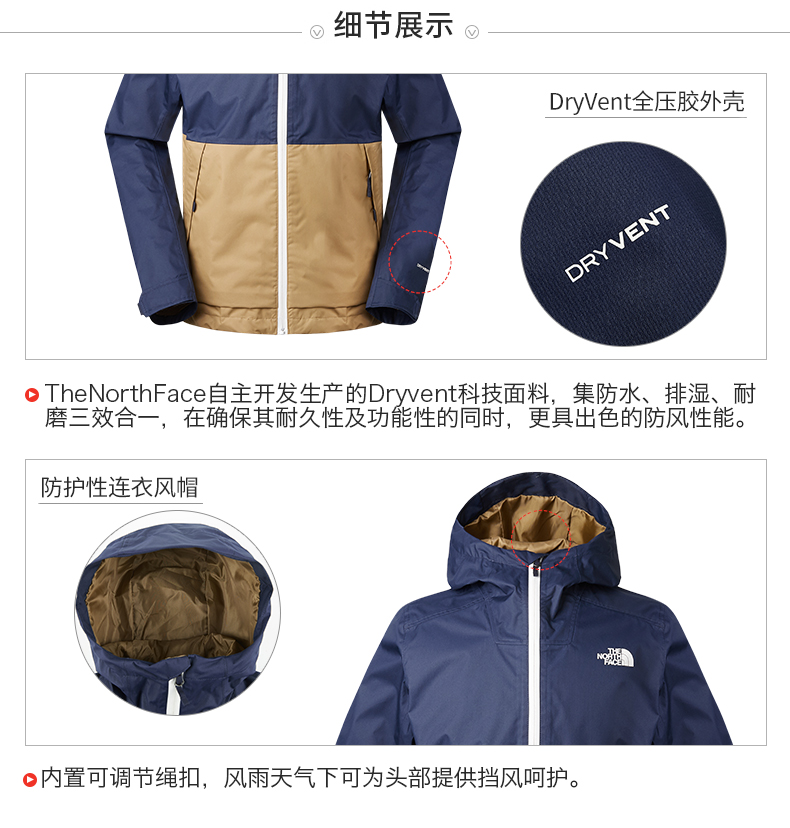 细节展示
DryVent全压胶外壳
DRYVENT
DRYVENT
TheNorthFace自主开发生产的Dryvent科技面料，集防水、排湿、耐
磨三效合一，在确保其耐久性及功能性的同时，更具出色的防风性能。
防护性连衣风帽
THE
NORTH
FACE
内置可调节绳扣，风雨天气下可为头部提供挡风呵护。